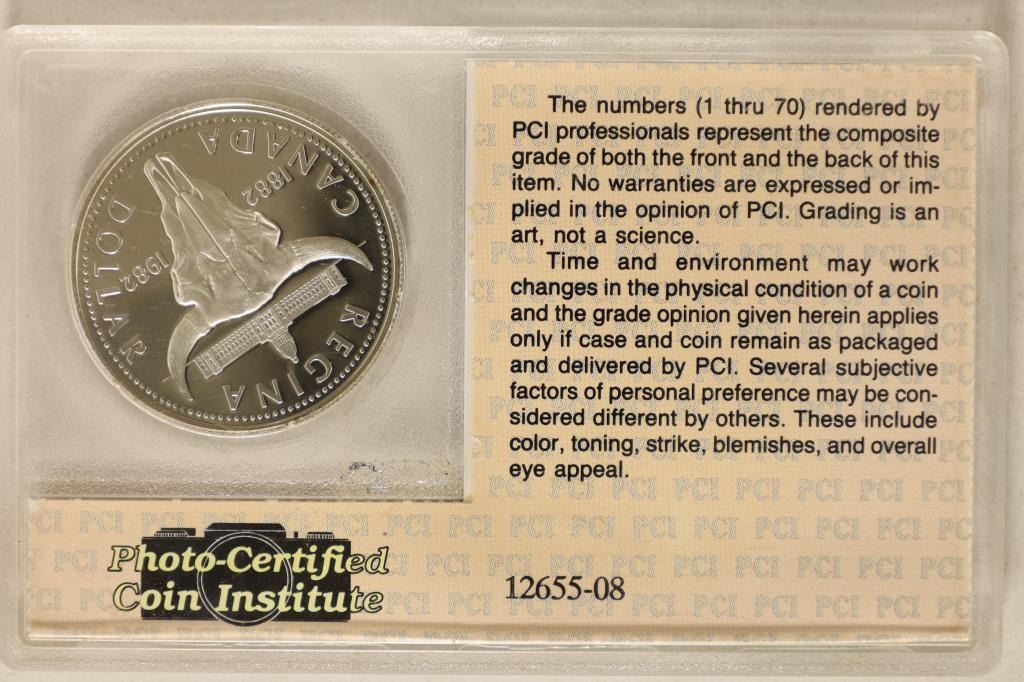 REGINA
CANADA
DOLLAR
1882
1982
The numbers (1 thru 70) rendered by
PCI professionals represent the composite
grade of both the front and the back of this
item. No warranties are expressed or im-
plied in the opinion of PCI. Grading is an
art, not a science.
Time and environment may work
changes in the physical condition of a coin
and the grade opinion given herein applies
only if case and coin remain as packaged
and delivered by PCI. Several subjective
factors of personal preference may be con-
sidered different by others. These include
color, toning, strike, blemishes, and overall
eye appeal.
Photo-Certified
Coin Institute
12655-08